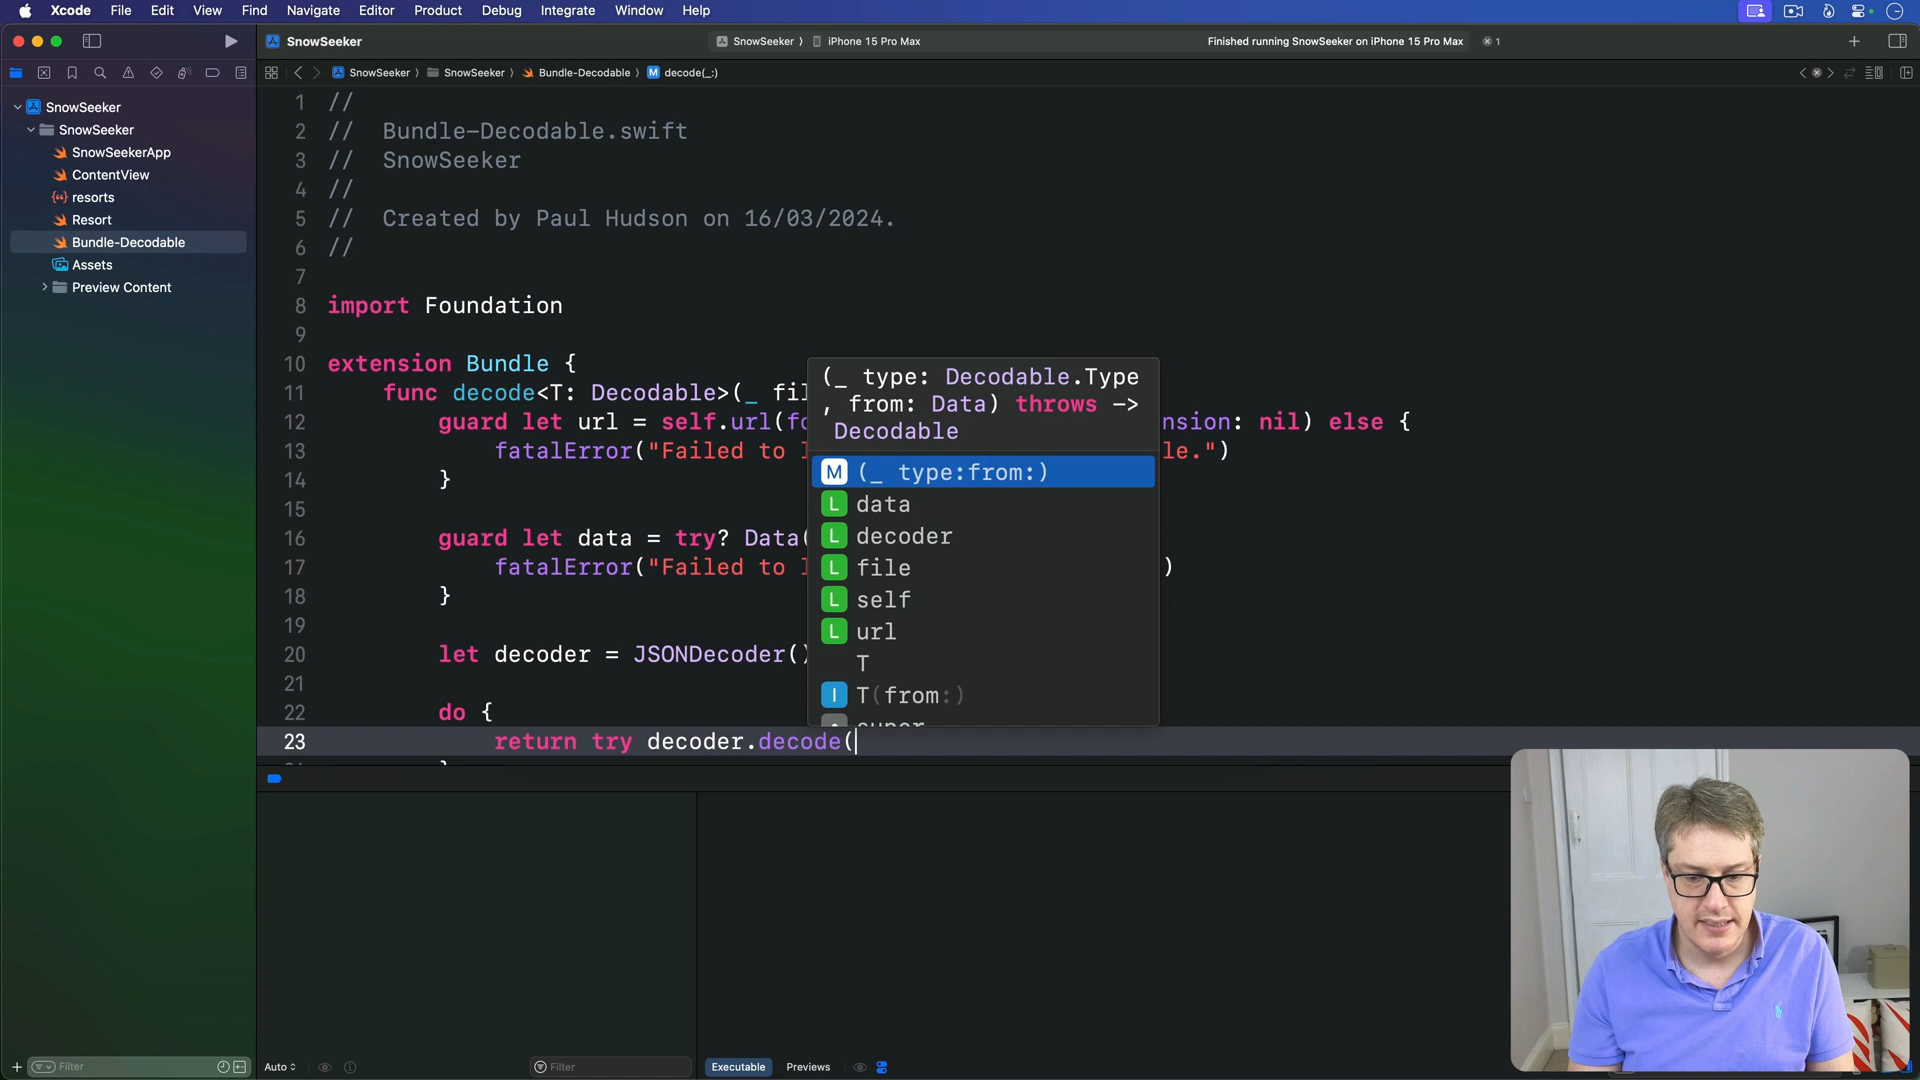 Xcode File Edit View Find Navigate Editor Product Debug Integrate Window Help
SnowSeeker
SnowSeeker 〉 iPhone 15 Pro Max
Finished running SnowSeeker on iPhone 15 Pro Max
1
SnowSeeker 〉 SnowSeeker 〉 Bundle-Decodable 〉 M decode(_:)
SnowSeeker
SnowSeeker
SnowSeekerApp
ContentView
resorts
Resort
Bundle-Decodable
Assets
Preview Content
Filter
1 //
2 // Bundle-Decodable.swift
3 // SnowSeeker
4 //
5 // Created by Paul Hudson on 16/03/2024.
6 //
7
8 import Foundation
9
10 extension Bundle {
11 func decode<T: Decodable>(_ fil
12 guard let url = self.url(fo nsion: nil) else {
13 fatalError("Failed to l le.")
14 }
15
16 guard let data = try? Data(
17 fatalError("Failed to l )
18 }
19
20 let decoder = JSONDecoder()
21
22 do {
23 return try decoder.decode(
(_ type: Decodable.Type
, from: Data) throws ->
Decodable
M (_ type:from:)
L data
L decoder
L file
L self
L url
T
I T(from:)
Auto
Filter
Executable Previews